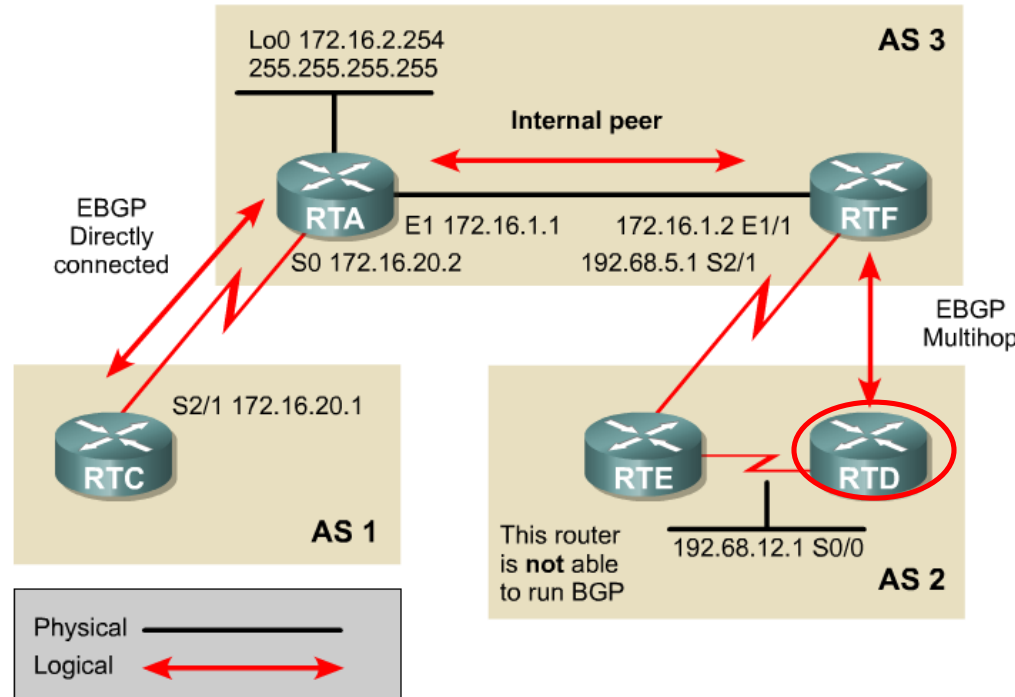 Lo0 172.16.2.254
255.255.255.255
AS 3
Internal peer
EBGP
Directly
connected
RTA
RTF
E1 172.16.1.1
172.16.1.2 E1/1
S0 172.16.20.2
192.68.5.1 S2/1
EBGP
Multihop
S2/1 172.16.20.1
RTC
AS 1
RTE
RTD
This router
is not able
to run BGP
192.68.12.1 S0/0
AS 2
Physical
Logical